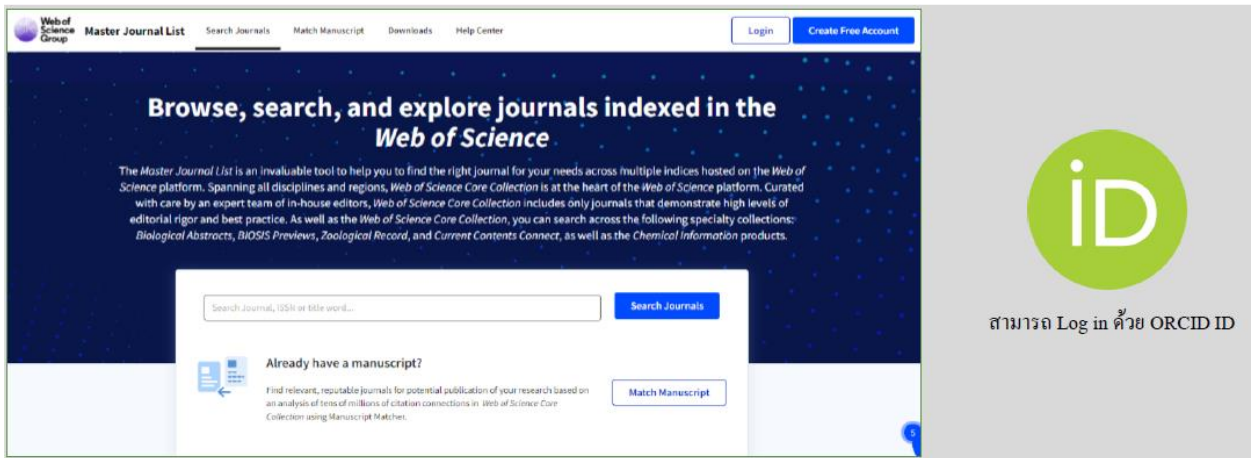 Web of
Science
Group
Master Journal List
Search Journals
Match Manuscript
Downloads
Help Center
Login
Create Free Account
Browse, search, and explore journals indexed in the
Web of Science
The Master Journal List is an invaluable tool to help you to find the right journal for your needs across multiple indices hosted on the Web of
Science platform. Spanning all disciplines and regions, Web of Science Core Collection is at the heart of the Web of Science platform. Curated
with care by an expert team of in-house editors, Web of Science Core Collection includes only journals that demonstrate high levels of
editorial rigor and best practice. As well as the Web of Science Core Collection, you can search across the following specialty collections:
Biological Abstracts, BIOSIS Previews, Zoological Record, and Current Contents Connect, as well as the Chemical Information products.
Search Journal, ISSN or title word...
Search Journals
Already have a manuscript?
Find relevant, reputable journals for potential publication of your research based on
an analysis of tens of millions of citation connections in Web of Science Core
Collection using Manuscript Matcher.
Match Manuscript
5
iD
สามารถ Log in ด้วย ORCID ID